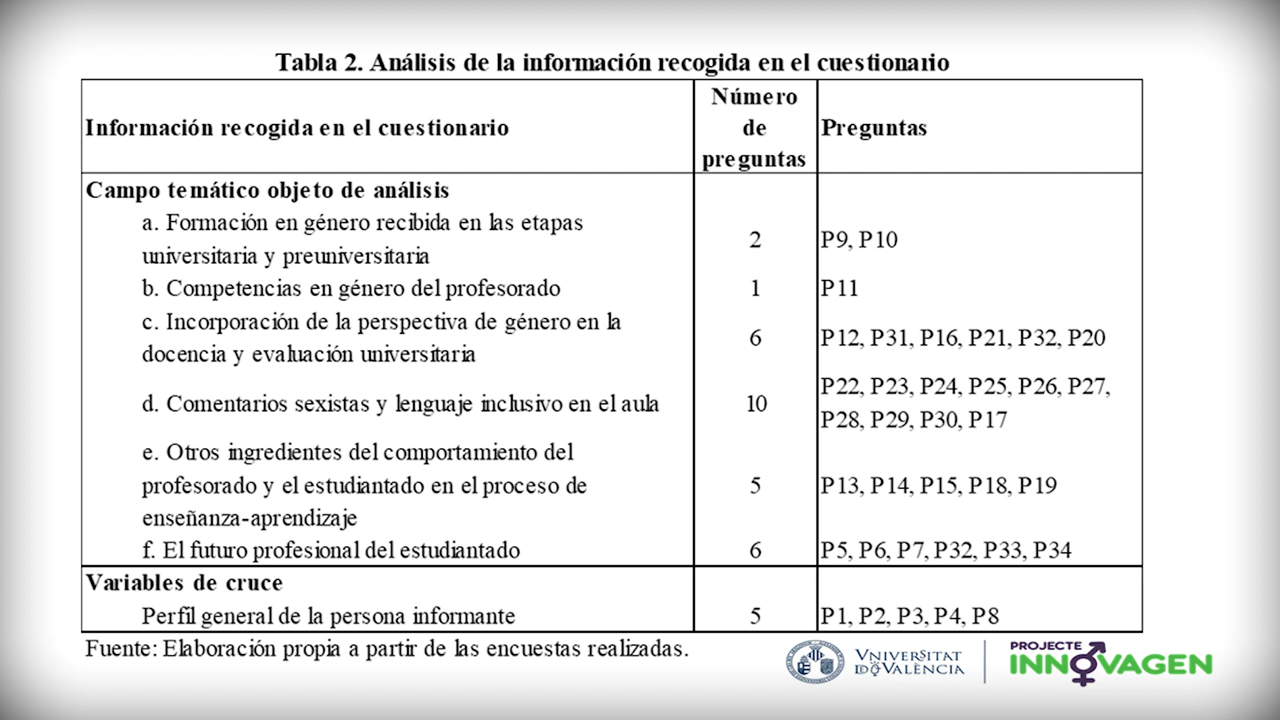 Tabla 2. Análisis de la información recogida en el cuestionario
Información recogida en el cuestionario
Número
de
preguntas
Preguntas
Campo temático objeto de análisis
a. Formación en género recibida en las etapas
universitaria y preuniversitaria
2
P9, P10
b. Competencias en género del profesorado
1
P11
c. Incorporación de la perspectiva de género en la
docencia y evaluación universitaria
6
P12, P31, P16, P21, P32, P20
d. Comentarios sexistas y lenguaje inclusivo en el aula
10
P22, P23, P24, P25, P26, P27,
P28, P29, P30, P17
e. Otros ingredientes del comportamiento del
profesorado y el estudiantado en el proceso de
enseñanza-aprendizaje
5
P13, P14, P15, P18, P19
f. El futuro profesional del estudiantado
6
P5, P6, P7, P32, P33, P34
Variables de cruce
Perfil general de la persona informante
5
P1, P2, P3, P4, P8
Fuente: Elaboración propia a partir de las encuestas realizadas.
VNIVERSITAT
ID QVALÈNCIA
PROJECTE
INNOVAGEN